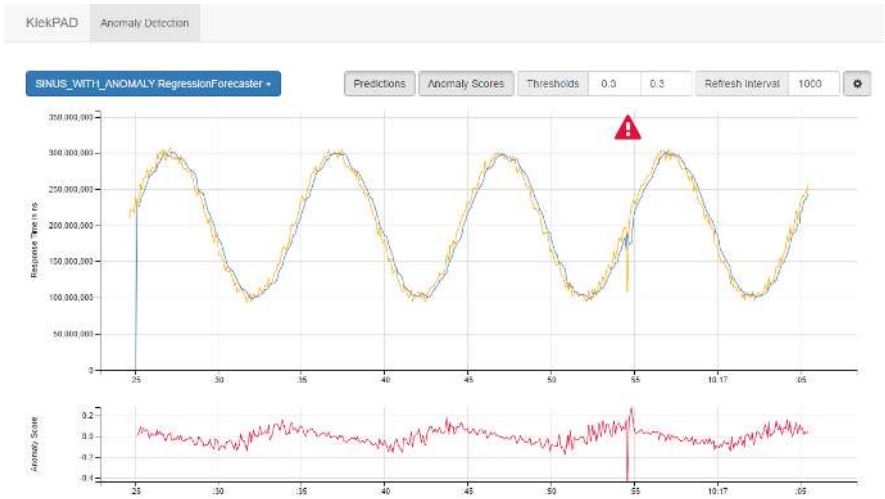 KIekPAD Anomaly Detection
SINUS_WITH_ANOMALY RegressionForecaster
Predictions Anomaly Scores Thresholds 0.3 0.3 Refresh Interval 1000
350,000,000
300,000,000
250,000,000
200,000,000
150,000,000
100,000,000
50,000,000
0
Response Time in ns
:25 :30 :35 :40 :45 :50 :55 10:17 :05
0.2
0.0
-0.2
-0.4
Anomaly Score
:25 :30 :35 :40 :45 :50 :55 10:17 :05